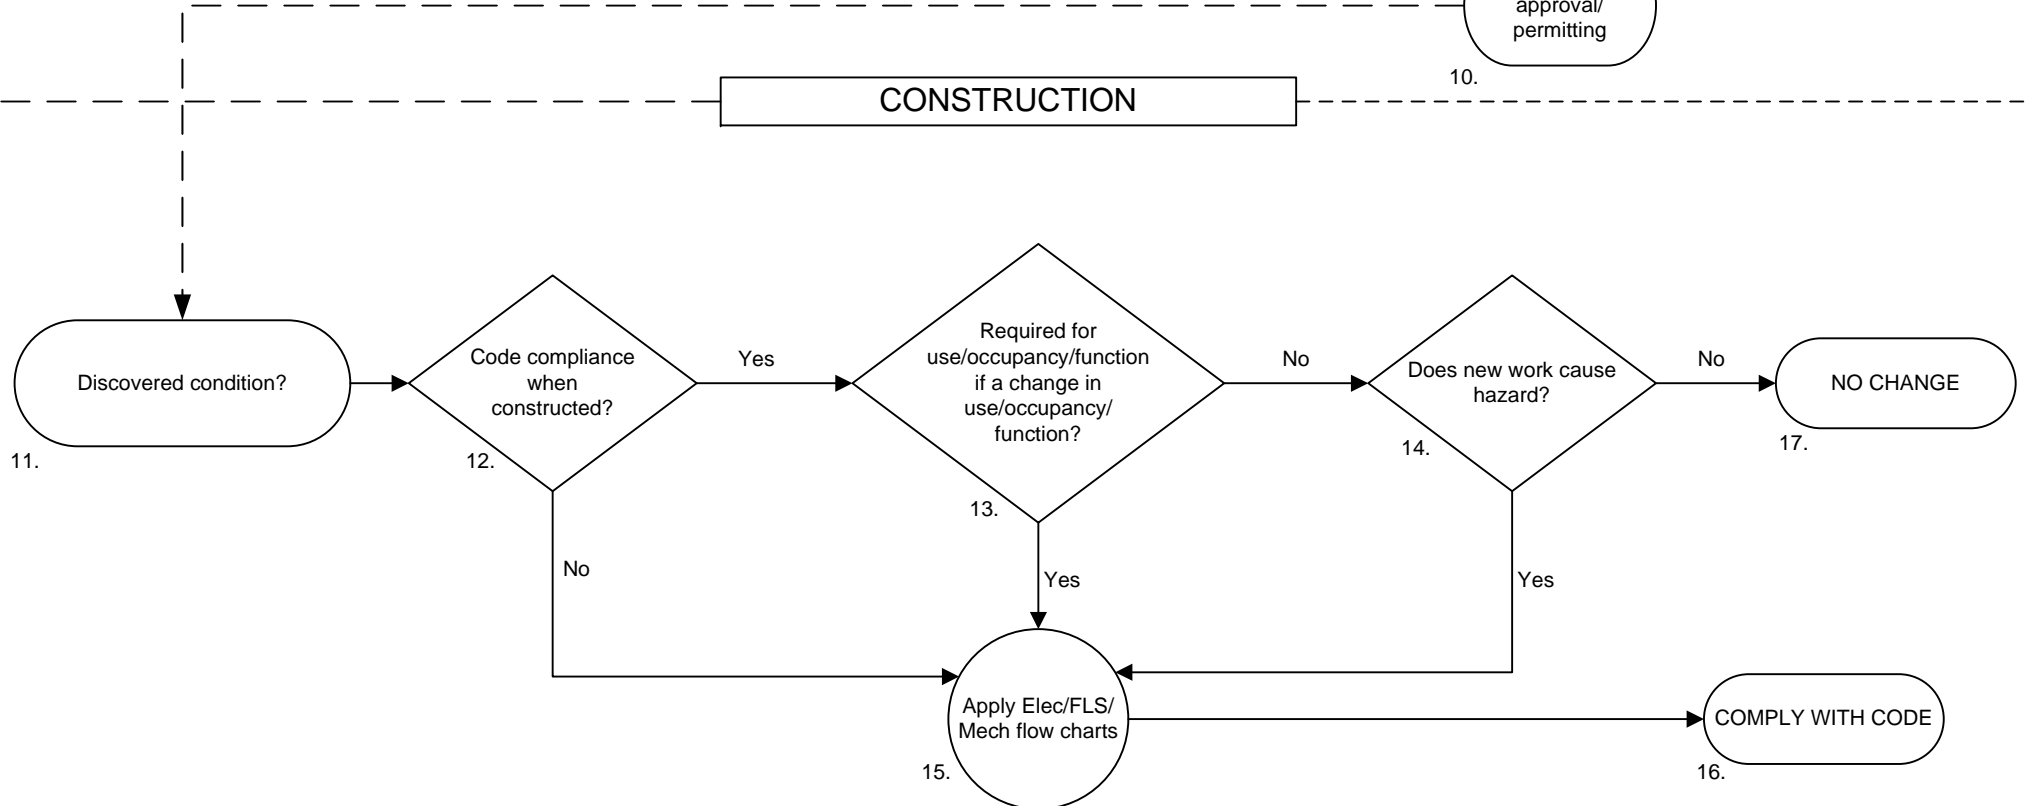 approval/
permitting
10.
CONSTRUCTION
Discovered condition?
11.
Code compliance
when
constructed?
12.
Yes
No
Required for
use/occupancy/function
if a change in
use/occupancy/
function?
13.
No
Yes
Does new work cause
hazard?
14.
No
Yes
NO CHANGE
17.
Apply Elec/FLS/
Mech flow charts
15.
COMPLY WITH CODE
16.